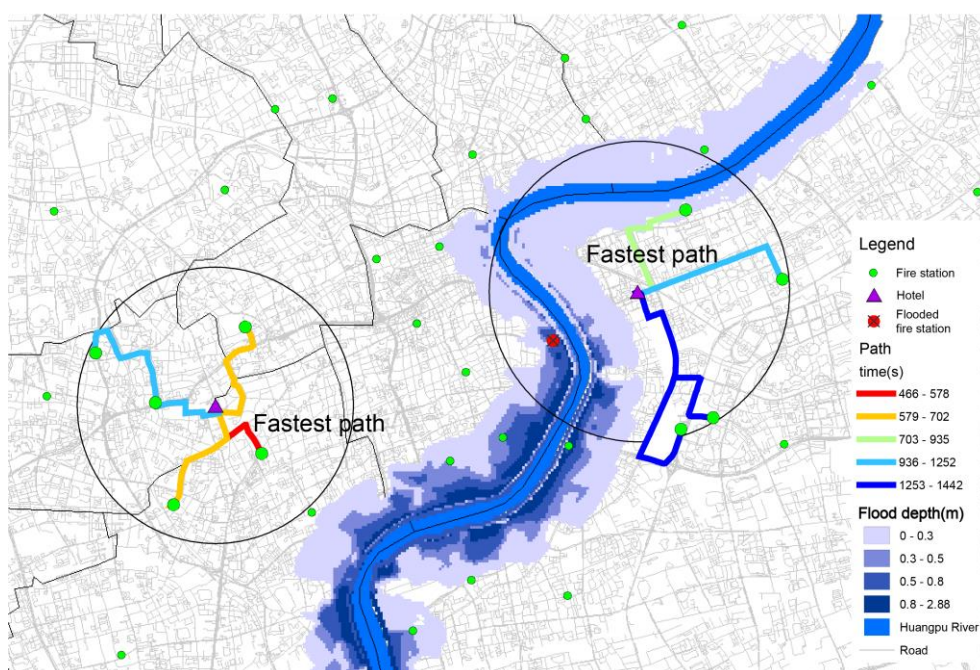 Fastest path
Fastest path
Legend
Fire station
Hotel
Flooded
fire station
Path
time(s)
466 - 578
579 - 702
703 - 935
936 - 1252
1253 - 1442
Flood depth(m)
0 - 0.3
0.3 - 0.5
0.5 - 0.8
0.8 - 2.88
Huangpu River
Road